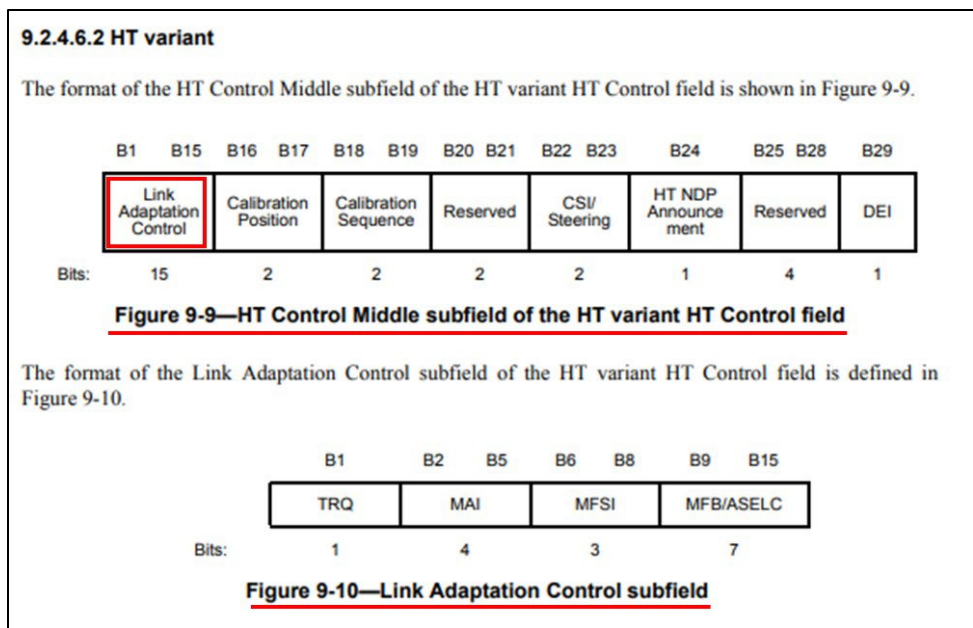 9.2.4.6.2 HT variant
The format of the HT Control Middle subfield of the HT variant HT Control field is shown in Figure 9-9.
B1 B15 B16 B17 B18 B19 B20 B21 B22 B23 B24 B25 B28 B29
Link Adaptation Control Calibration Position Calibration Sequence Reserved CSI/ Steering HT NDP Announce ment Reserved DEI
Bits: 15 2 2 2 2 1 4 1
Figure 9-9—HT Control Middle subfield of the HT variant HT Control field
The format of the Link Adaptation Control subfield of the HT variant HT Control field is defined in
Figure 9-10.
B1 B2 B5 B6 B8 B9 B15
TRQ MAI MFSI MFB/ASELC
Bits: 1 4 3 7
Figure 9-10—Link Adaptation Control subfield